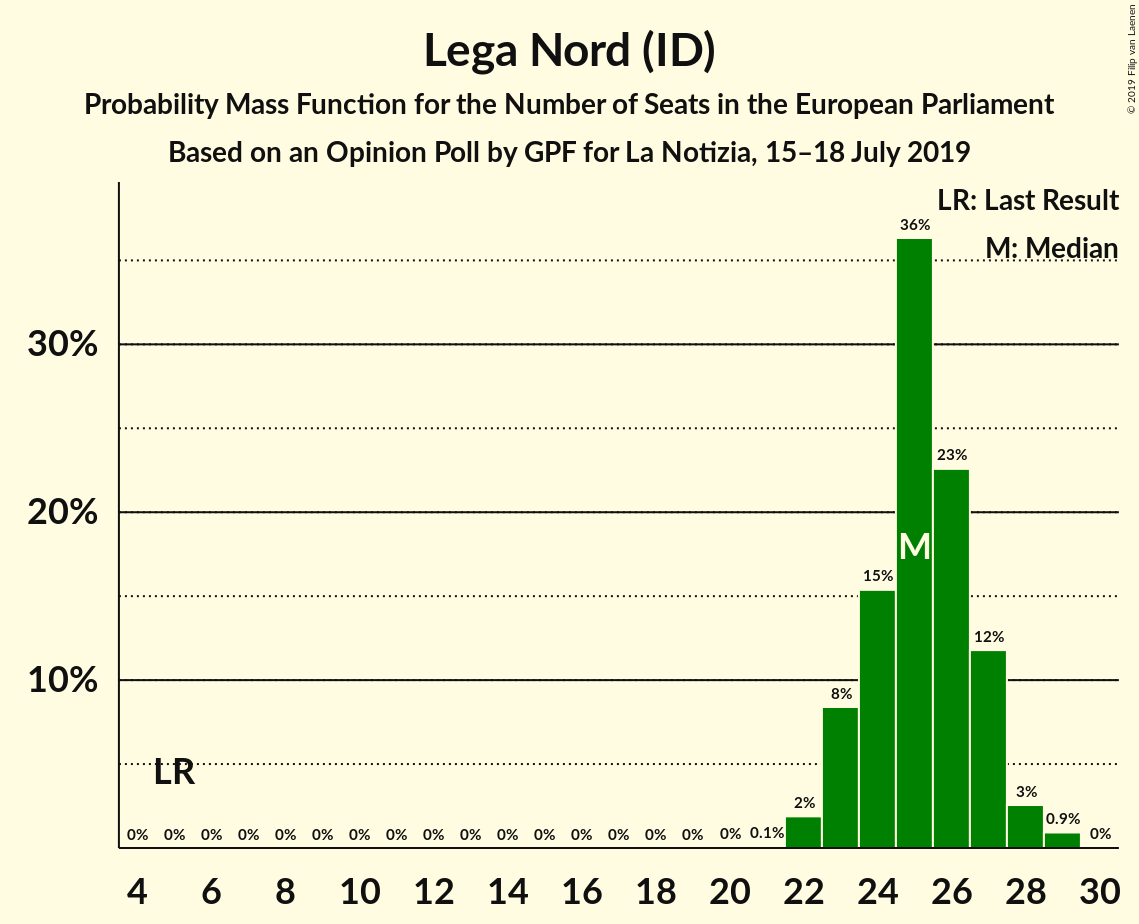 Lega Nord (ID)
Probability Mass Function for the Number of Seats in the European Parliament
Based on an Opinion Poll by GPF for La Notizia, 15–18 July 2019
© 2019 Filip van Laenen
LR: Last Result
M: Median
36%
30%
23%
20%
M
15%
12%
10%
8%
LR
2%
3%
0% 0% 0% 0% 0% 0% 0% 0% 0% 0% 0% 0% 0% 0% 0% 0% 0% 0.1% 0.9% 0%
4 6 8 10 12 14 16 18 20 22 24 26 28 30